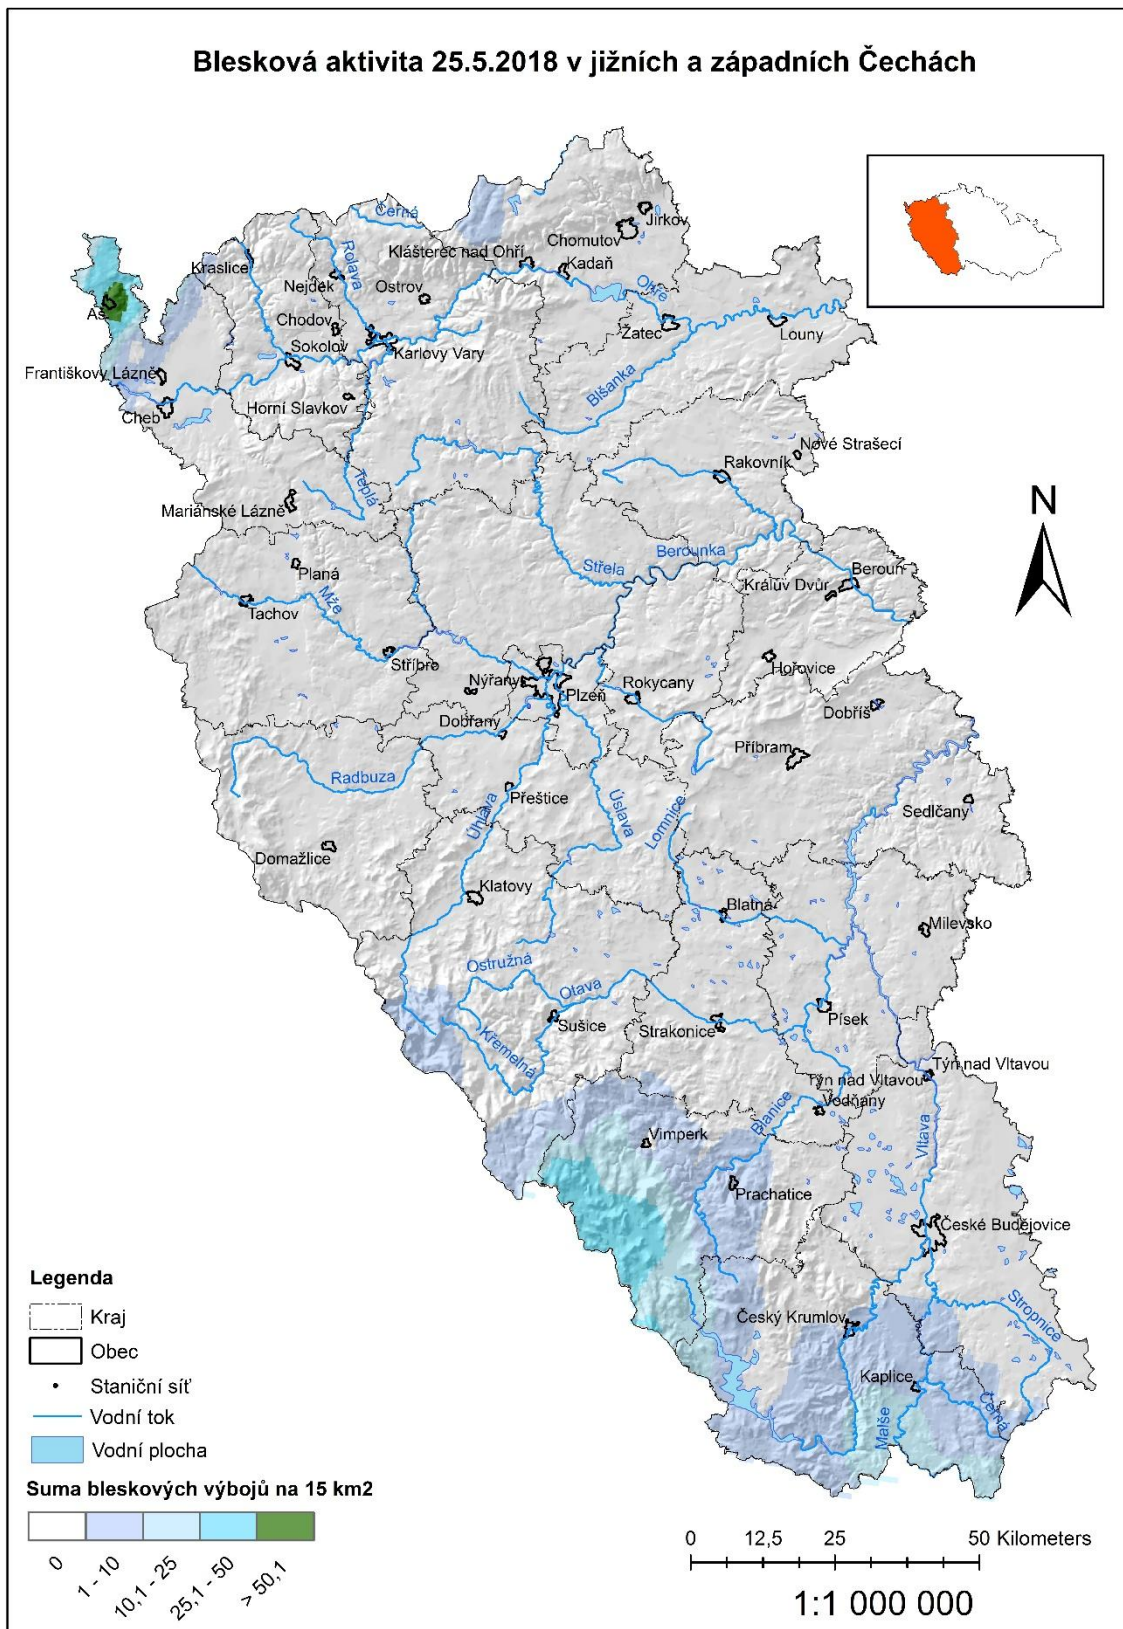 Blesková aktivita 25.5.2018 v jižních a západních Čechách
Černá
Jirkov
Chomutov
Klášterec nad Ohří
Kadaň
Kraslice
Rolava
Nejdek
Ostrov
Ohře
Aš
Chodov
Žatec
Louny
Sokolov
Karlovy Vary
Františkovy Lázně
Blšanka
Cheb
Horní Slavkov
Nové Strašecí
Rakovník
Teplá
Mariánské Lázně
N
Berounka
Střela
Beroun
Králův Dvůr
Planá
Mže
Tachov
Stříbro
Hořovice
Nýřany
Plzeň
Rokycany
Dobřany
Dobříš
Příbram
Radbuza
Přeštice
Úhlava
Úslava
Lomnice
Sedlčany
Domažlice
Klatovy
Blatná
Milevsko
Ostružná
Otava
Sušice
Strakonice
Písek
Křemelná
Týn nad Vltavou
Týn nad Vltavou
Vodňany
Blanice
Vltava
Vimperk
Prachatice
České Budějovice
Stropnice
Český Krumlov
Kaplice
Černá
Malše
Legenda
Kraj
Obec
Staniční síť
Vodní tok
Vodní plocha
Suma bleskových výbojů na 15 km2
0
1 - 10
10,1 - 25
25,1 - 50
> 50,1
0 12,5 25 50 Kilometers
1:1 000 000